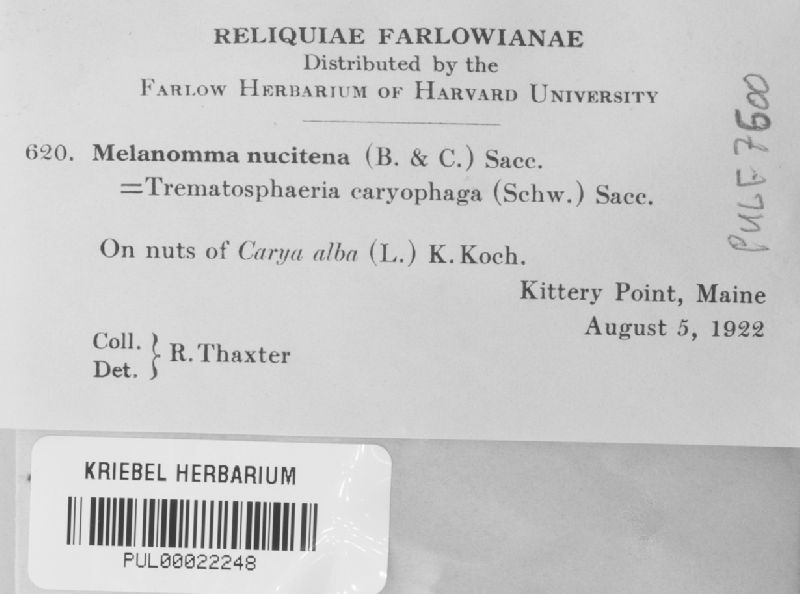 RELIQUIAE FARLOWIANAE
Distributed by the
FARLOW HERBARIUM OF HARVARD UNIVERSITY
620. Melanomma nucitena (B. & C.) Sacc.
=Trematosphaeria caryophaga (Schw.) Sacc.
On nuts of Carya alba (L.) K. Koch.
Kittery Point, Maine
August 5, 1922
Coll. } R. Thaxter
Det.
PUL F 7600
KRIEBEL HERBARIUM
PUL00022248